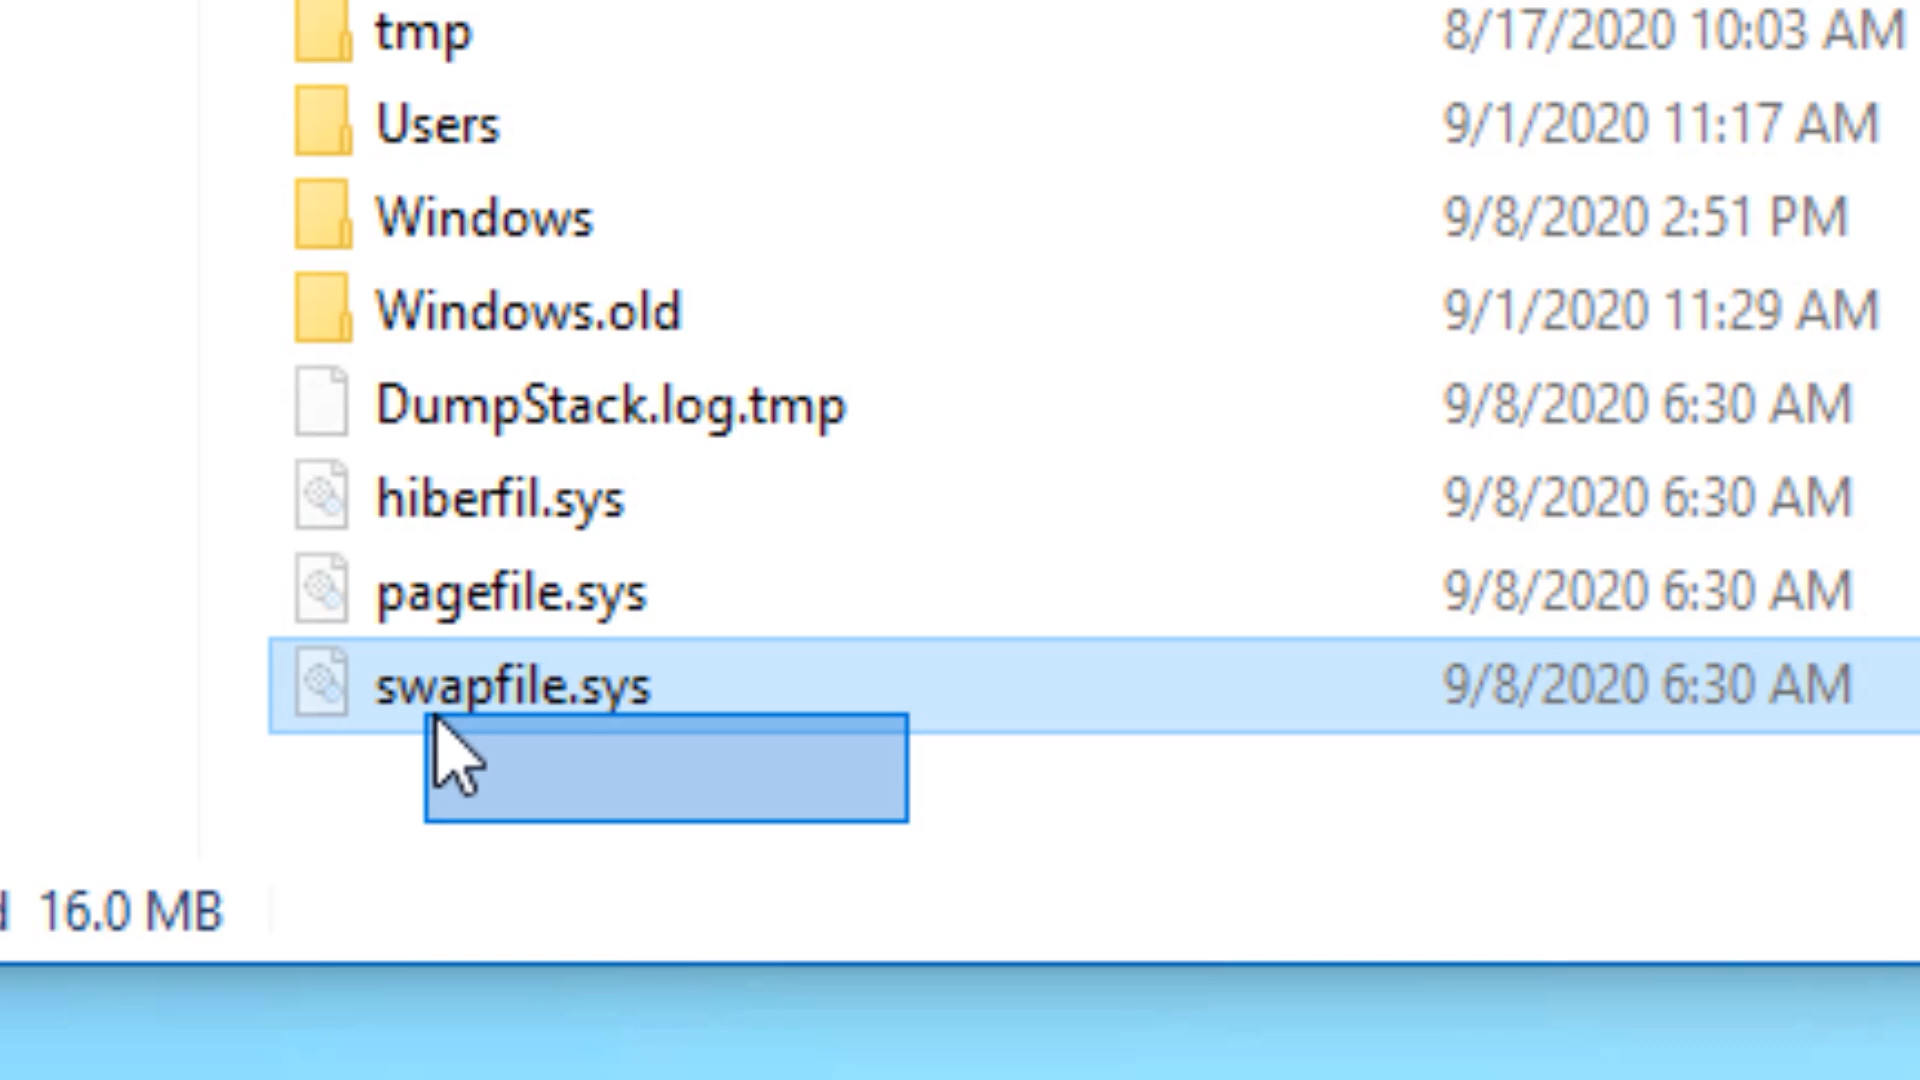 tmp 8/17/2020 10:03 AM
Users 9/1/2020 11:17 AM
Windows 9/8/2020 2:51 PM
Windows.old 9/1/2020 11:29 AM
DumpStack.log.tmp 9/8/2020 6:30 AM
hiberfil.sys 9/8/2020 6:30 AM
pagefile.sys 9/8/2020 6:30 AM
swapfile.sys 9/8/2020 6:30 AM
16.0 MB